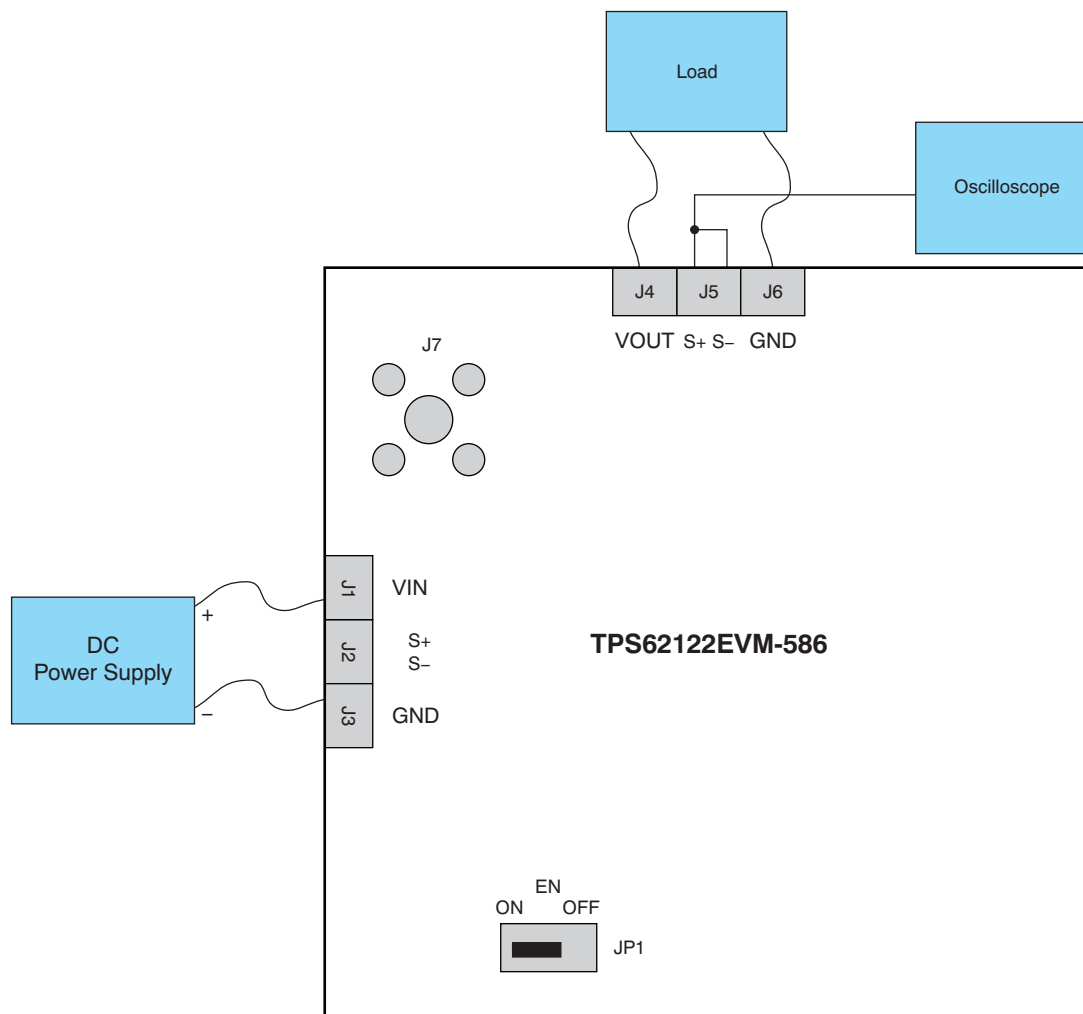 Load
Oscilloscope
J4 J5 J6
VOUT S+ S− GND
J7
J1 VIN
DC
Power Supply
+
−
J2 S+
S−
J3 GND
TPS62122EVM-586
EN
ON OFF
JP1